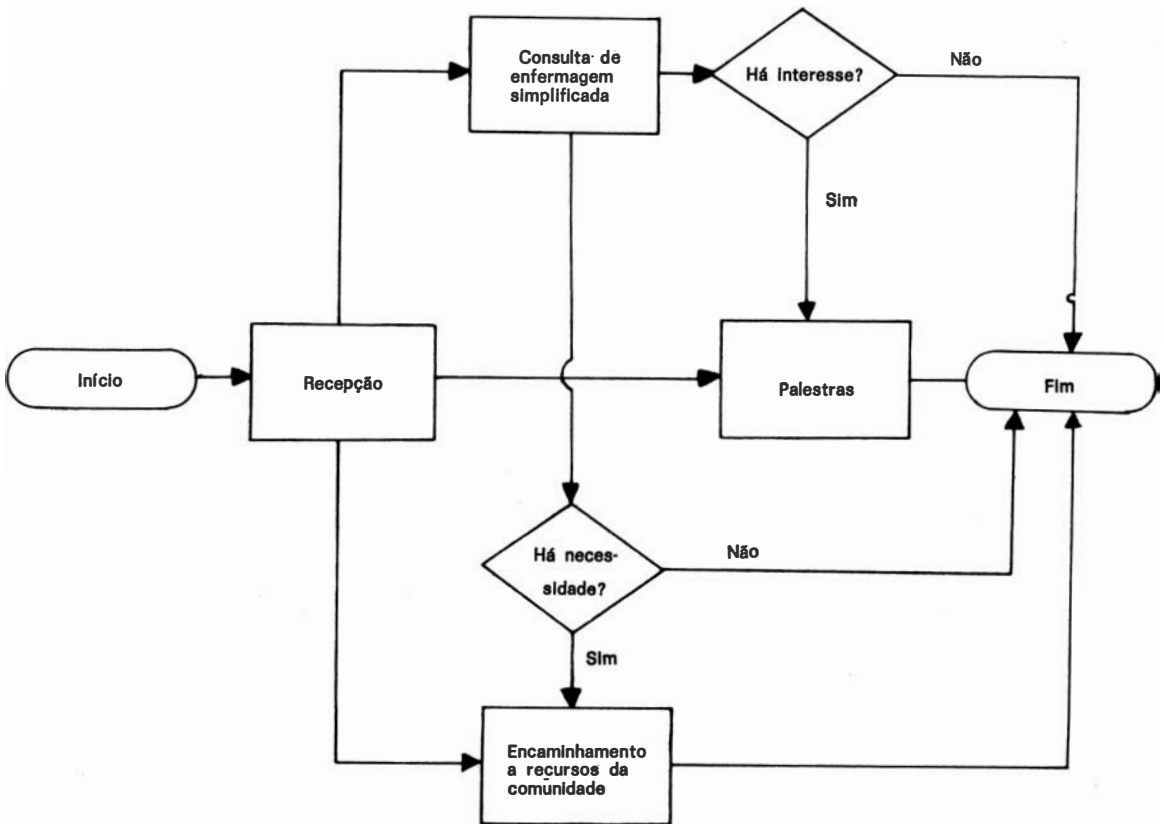 Consulta de
enfermagem
simplificada
Há interesse?
Não
Sim
Início
Recepção
Palestras
Fim
Há neces-
sidade?
Não
Sim
Encaminhamento
a recursos da
comunidade